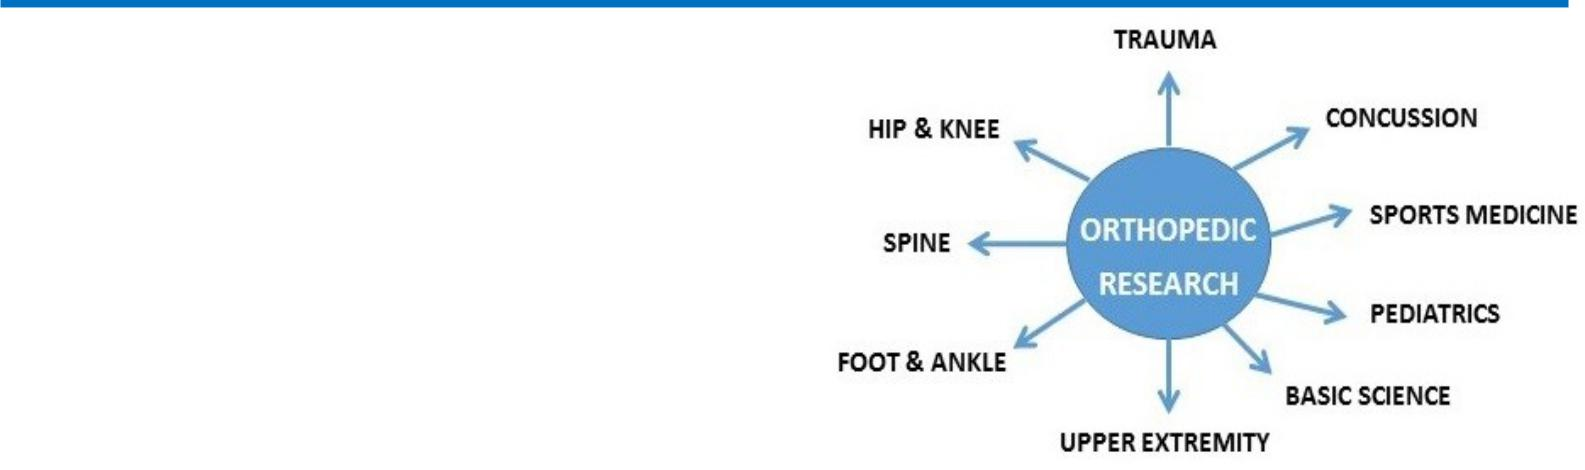 TRAUMA
CONCUSSION
HIP & KNEE
SPORTS MEDICINE
ORTHOPEDIC
RESEARCH
SPINE
PEDIATRICS
FOOT & ANKLE
BASIC SCIENCE
UPPER EXTREMITY